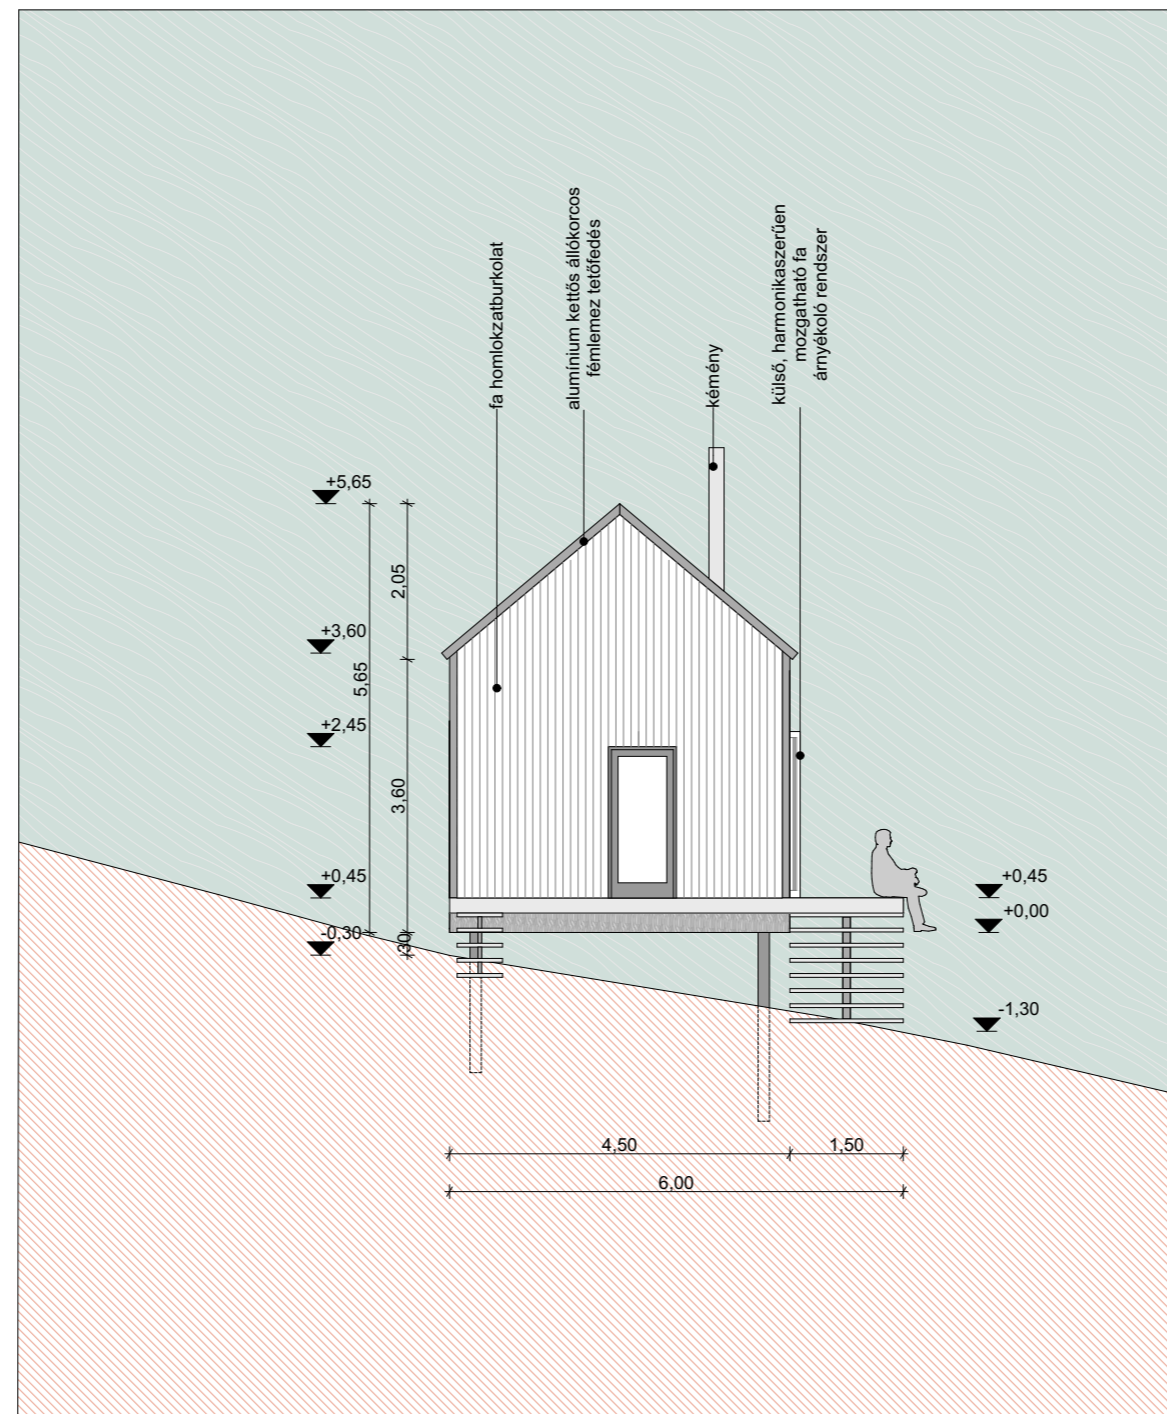 fa homlokzatburkolat
alumínium kettős állókorcos
fémlemez tetőfedés
kémény
külső, harmonikaszerűen
mozgatható fa
árnyékoló rendszer
+5,65
2,05
+3,60
5,65
+2,45
3,60
+0,45
-0,30
30
+0,45
+0,00
-1,30
4,50
1,50
6,00